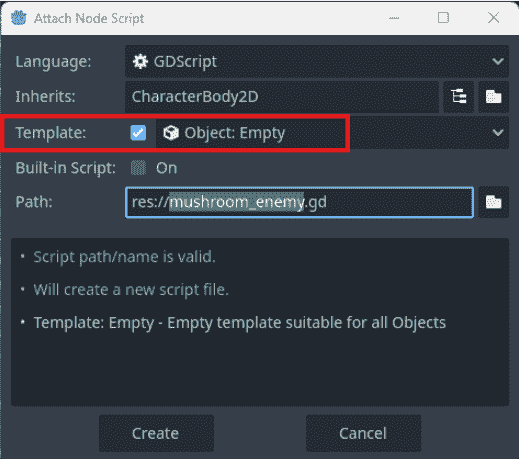 Attach Node Script
Language: GDScript
Inherits: CharacterBody2D
Template: Object: Empty
Built-in Script: On
Path: res://mushroom_enemy.gd
• Script path/name is valid.
• Will create a new script file.
• Template: Empty - Empty template suitable for all Objects
Create Cancel